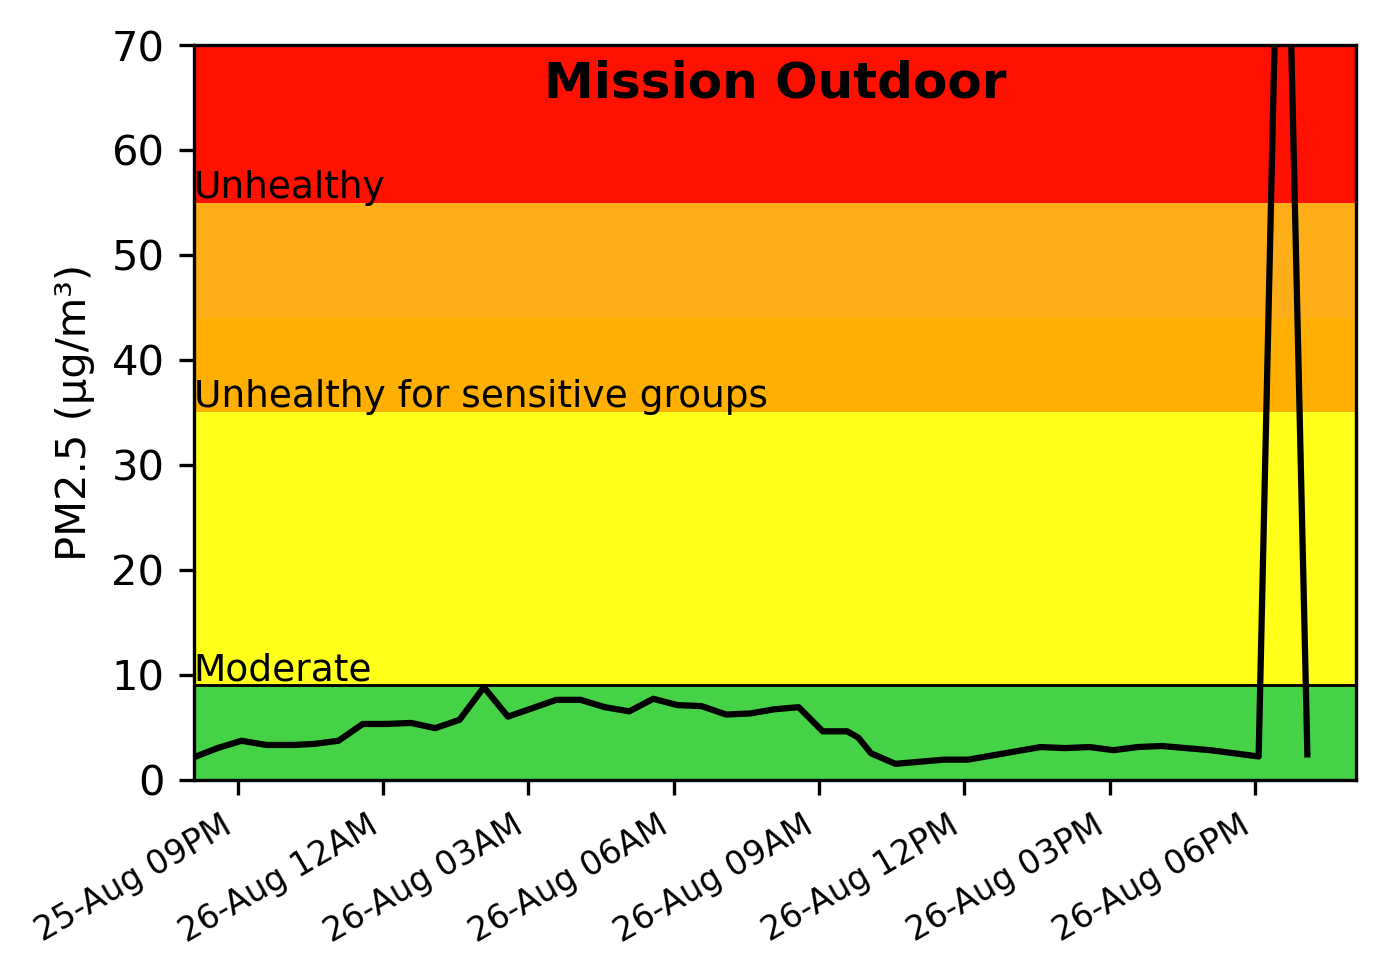 Mission Outdoor
70
60
50
40
30
20
10
0
PM2.5 (µg/m³)
Unhealthy
Unhealthy for sensitive groups
Moderate
25-Aug 09PM
26-Aug 12AM
26-Aug 03AM
26-Aug 06AM
26-Aug 09AM
26-Aug 12PM
26-Aug 03PM
26-Aug 06PM